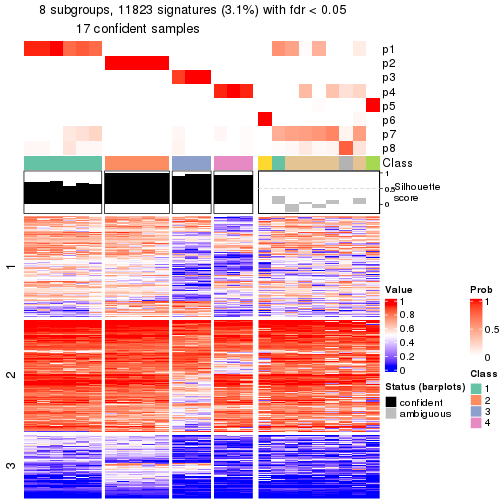 8 subgroups, 11823 signatures (3.1%) with fdr < 0.05
17 confident samples
p1
p2
p3
p4
p5
p6
p7
p8
Class
1
0.5
0
Silhouette
score
1
2
3
Value
1
0.8
0.6
0.4
0.2
0
Prob
1
0.5
0
Status (barplots)
confident
ambiguous
Class
1
2
3
4